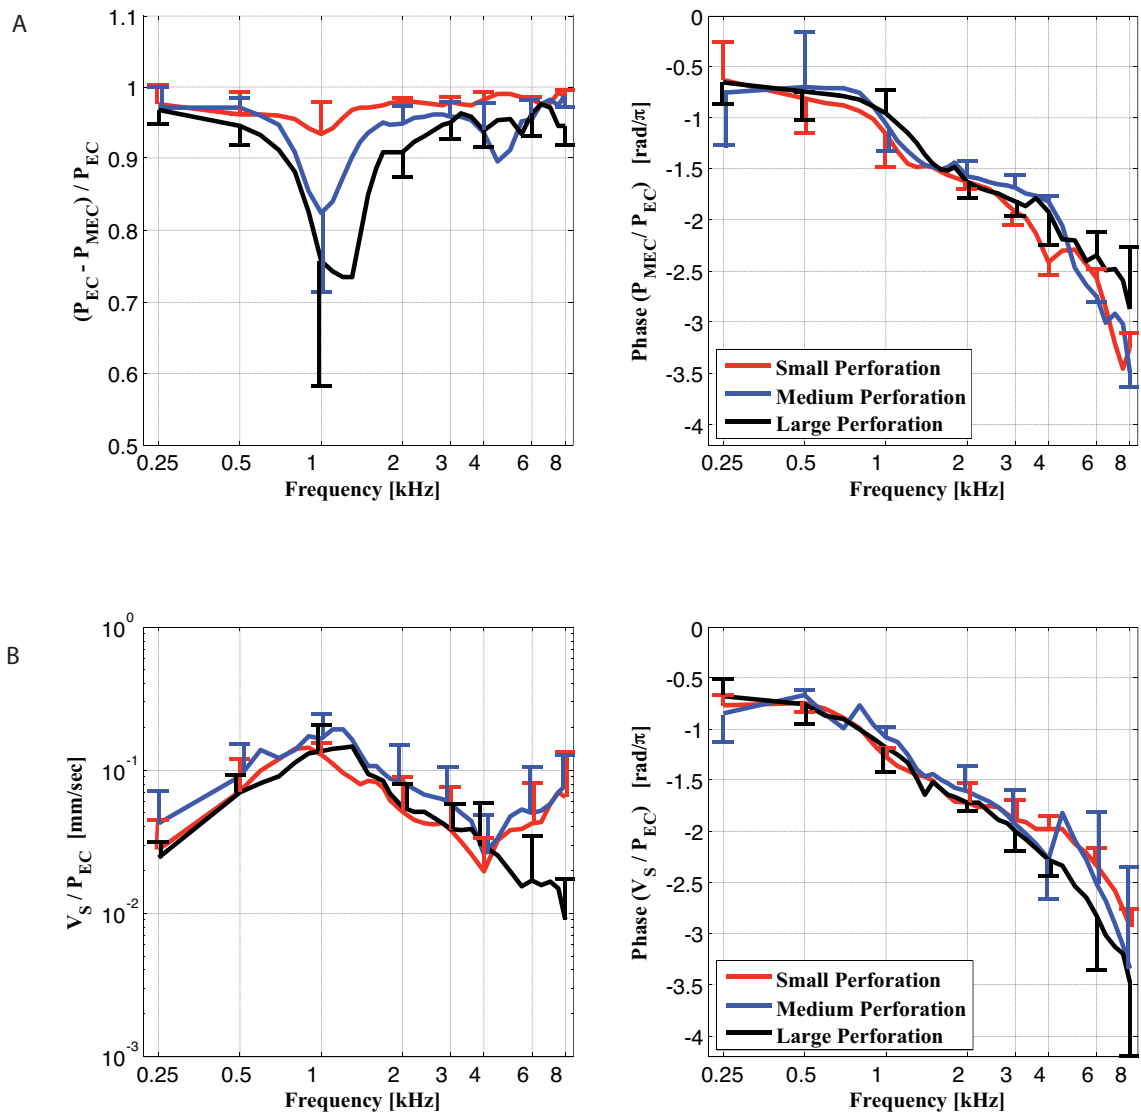 A
1.1
1
0.9
0.8
0.7
0.6
0.5
(P_EC - P_MEC) / P_EC
0.25 0.5 1 2 3 4 6 8
Frequency [kHz]
0
-0.5
-1
-1.5
-2
-2.5
-3
-3.5
-4
Phase (P_MEC / P_EC) [rad/π]
Small Perforation
Medium Perforation
Large Perforation
0.25 0.5 1 2 3 4 6 8
Frequency [kHz]
B
10^0
10^-1
10^-2
10^-3
V_S / P_EC [mm/sec]
0.25 0.5 1 2 3 4 6 8
Frequency [kHz]
0
-0.5
-1
-1.5
-2
-2.5
-3
-3.5
-4
Phase (V_S / P_EC) [rad/π]
Small Perforation
Medium Perforation
Large Perforation
0.25 0.5 1 2 3 4 6 8
Frequency [kHz]